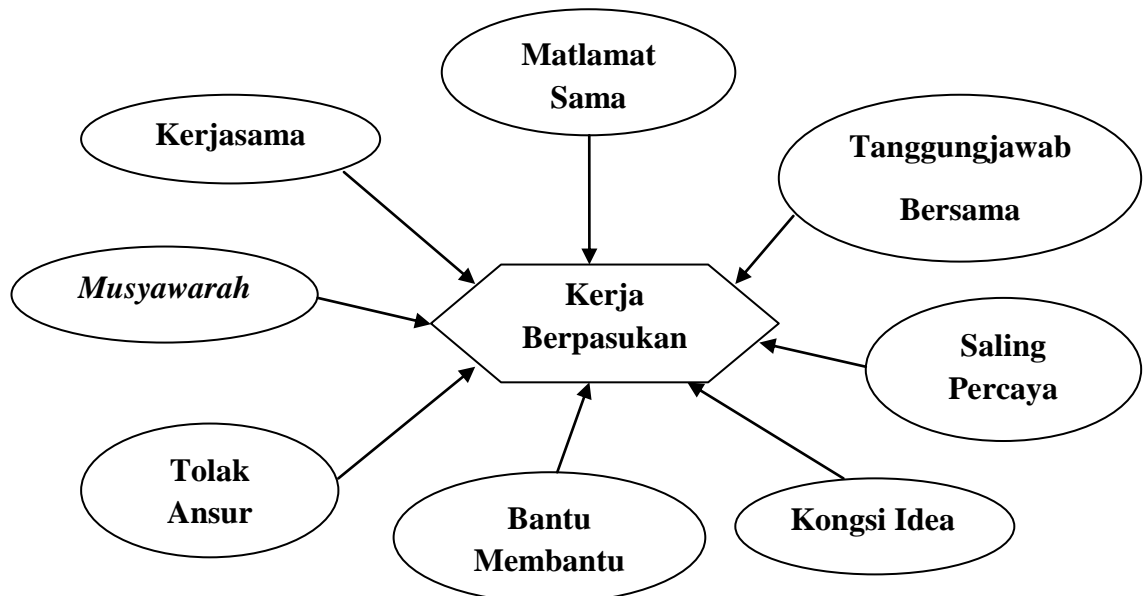 Matlamat
Sama
Kerjasama
Tanggungjawab
Bersama
Musyawarah
Kerja
Berpasukan
Saling
Percaya
Tolak
Ansur
Bantu
Membantu
Kongsi Idea